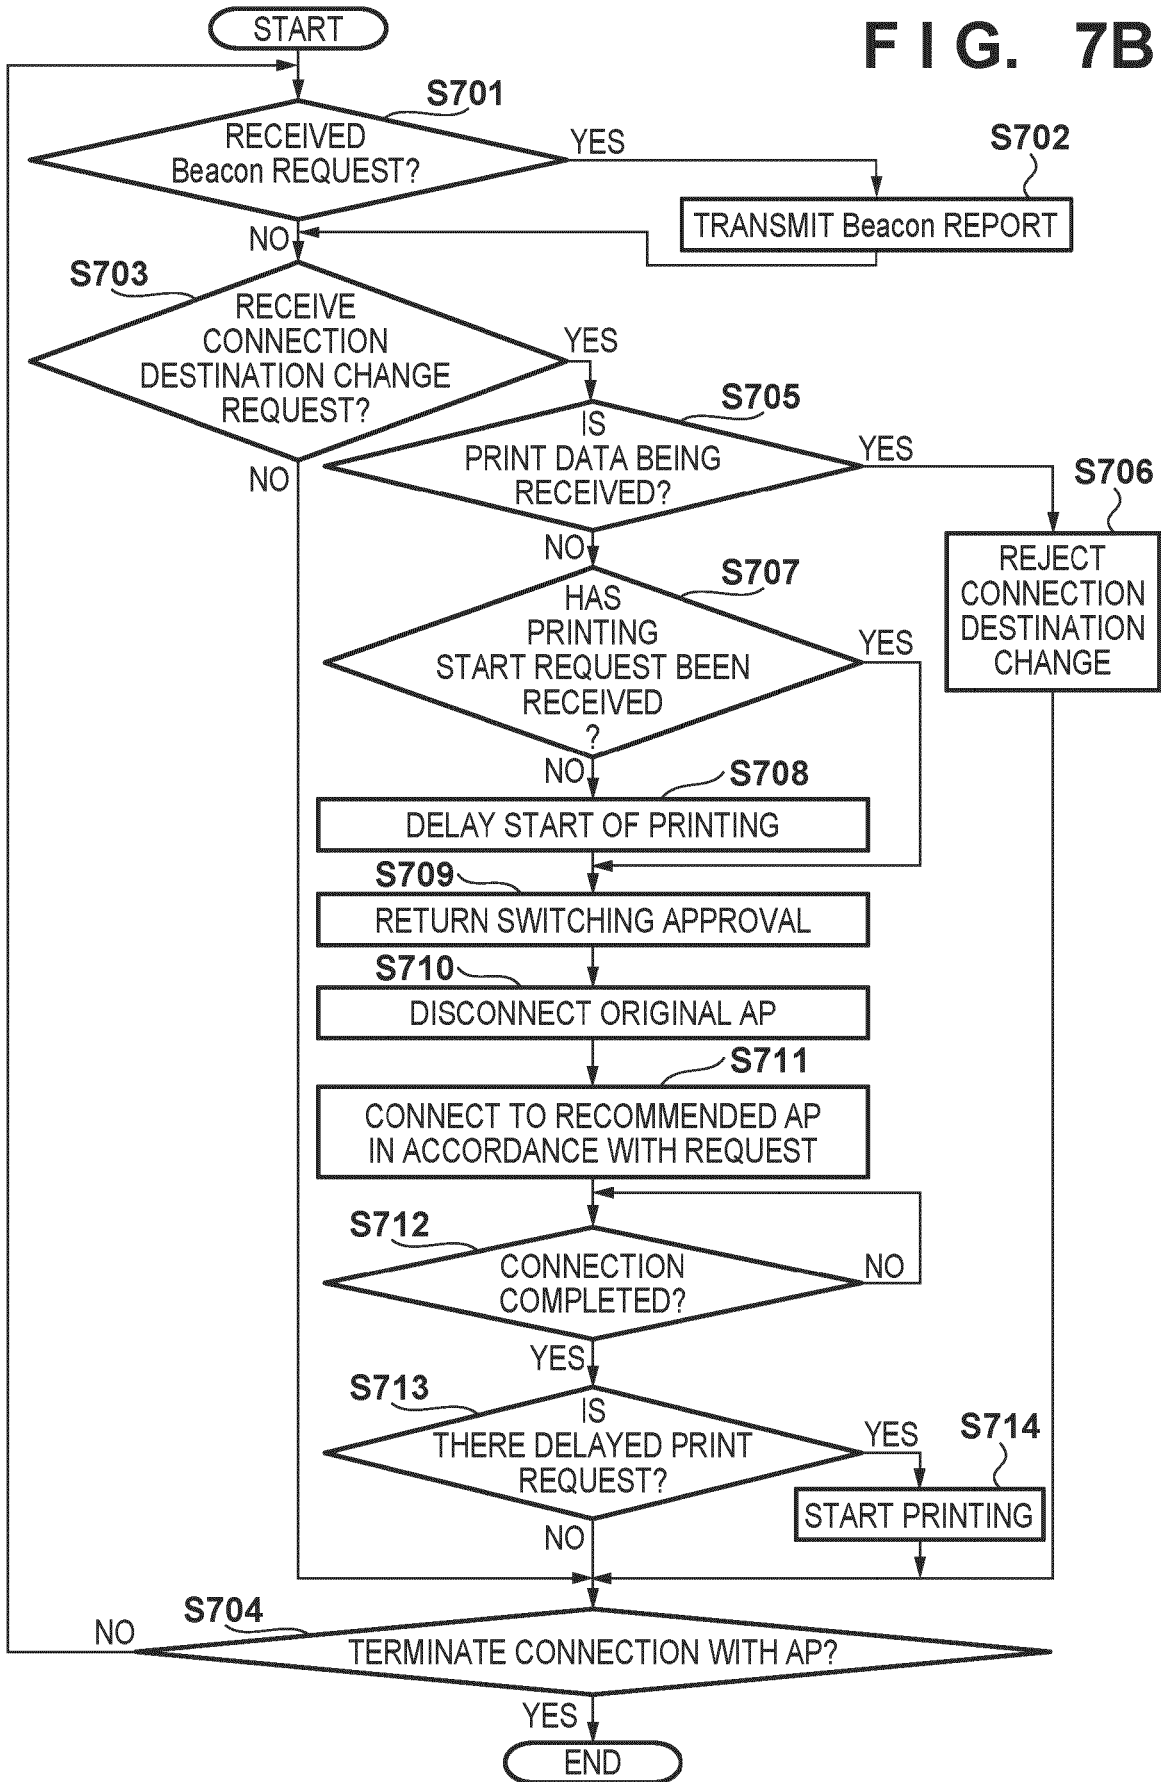 START
FIG. 7B
S701
RECEIVED
Beacon REQUEST?
YES
S702
TRANSMIT Beacon REPORT
NO
S703
RECEIVE
CONNECTION
DESTINATION CHANGE
REQUEST?
YES
NO
S705
IS
PRINT DATA BEING
RECEIVED?
YES
S706
REJECT
CONNECTION
DESTINATION
CHANGE
NO
S707
HAS
PRINTING
START REQUEST BEEN
RECEIVED
?
YES
NO
S708
DELAY START OF PRINTING
S709
RETURN SWITCHING APPROVAL
S710
DISCONNECT ORIGINAL AP
S711
CONNECT TO RECOMMENDED AP
IN ACCORDANCE WITH REQUEST
S712
CONNECTION
COMPLETED?
NO
YES
S713
IS
THERE DELAYED PRINT
REQUEST?
YES
S714
START PRINTING
NO
S704
TERMINATE CONNECTION WITH AP?
NO
YES
END